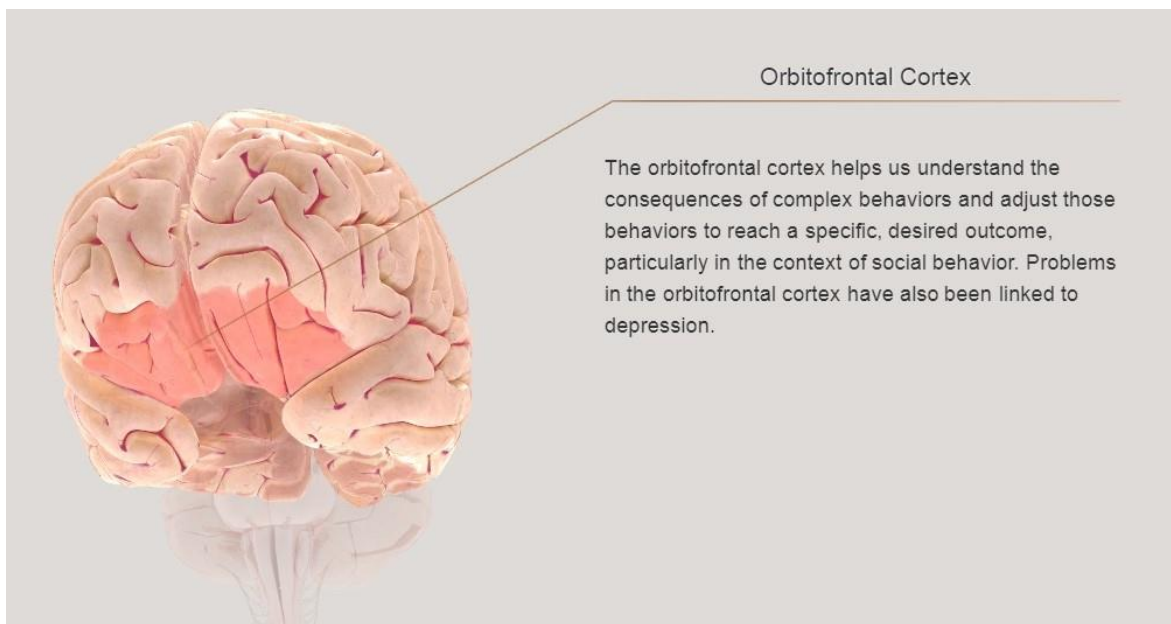 Orbitofrontal Cortex
The orbitofrontal cortex helps us understand the
consequences of complex behaviors and adjust those
behaviors to reach a specific, desired outcome,
particularly in the context of social behavior. Problems
in the orbitofrontal cortex have also been linked to
depression.